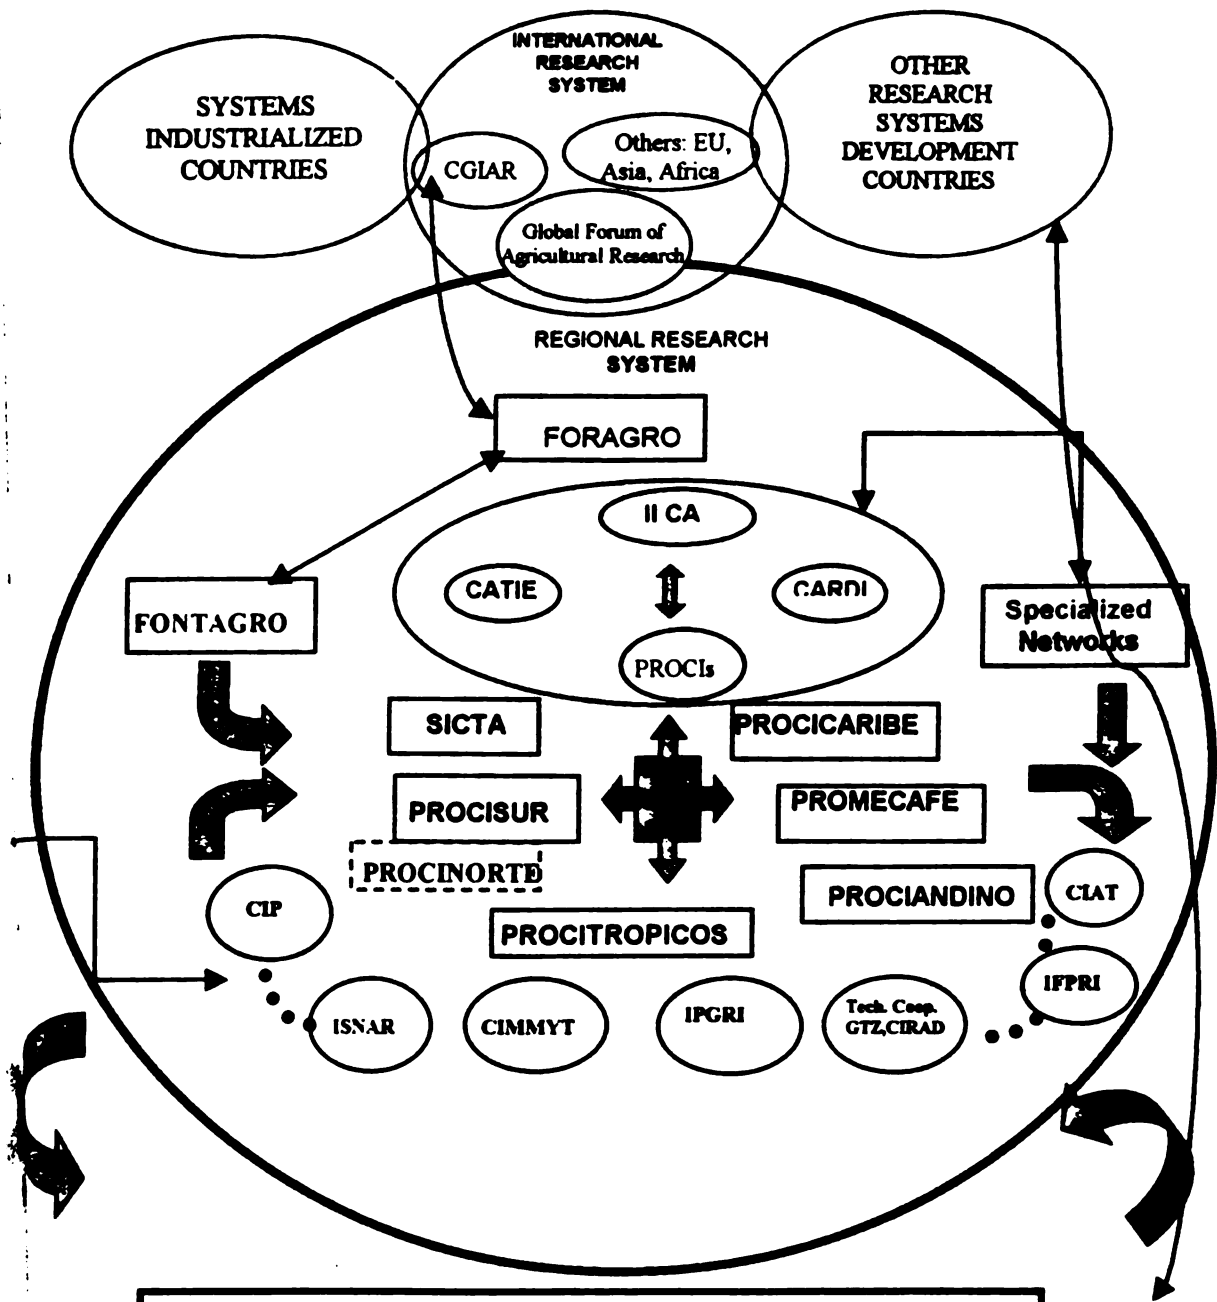 INTERNATIONAL
RESEARCH
SYSTEM
SYSTEMS
INDUSTRIALIZED
COUNTRIES
OTHER
RESEARCH
SYSTEMS
DEVELOPMENT
COUNTRIES
CGIAR
Others: EU,
Asia, Africa
Global Forum of
Agricultural Research
REGIONAL RESEARCH
SYSTEM
FORAGRO
II CA
CATIE
CARDI
PROCIs
FONTAGRO
Specialized
Networks
SICTA
PROCICARIBE
PROCISUR
PROMECAFE
PROCINORTE
PROCIANDINO
CIAT
CIP
PROCITROPICOS
IFPRI
ISNAR
CIMMYT
IPGRI
Tech. Coop.
GTZ,CIRAD